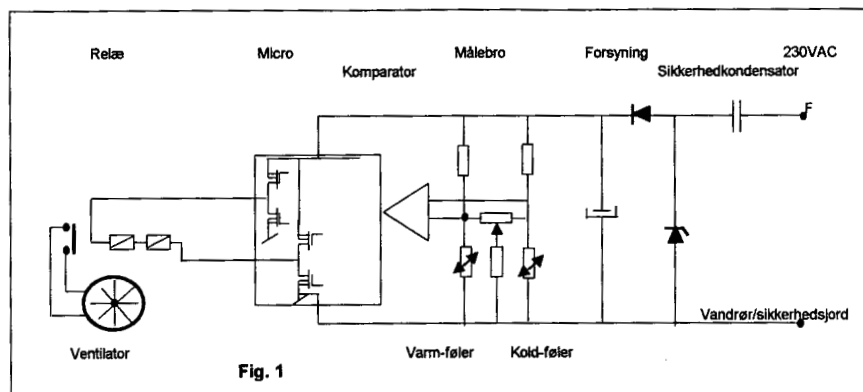 Relæ
Micro
Komparator
Målebro
Forsyning
230VAC
Sikkerhedkondensator
F
Vandrør/sikkerhedsjord
Ventilator
Varm-føler
Kold-føler
Fig. 1